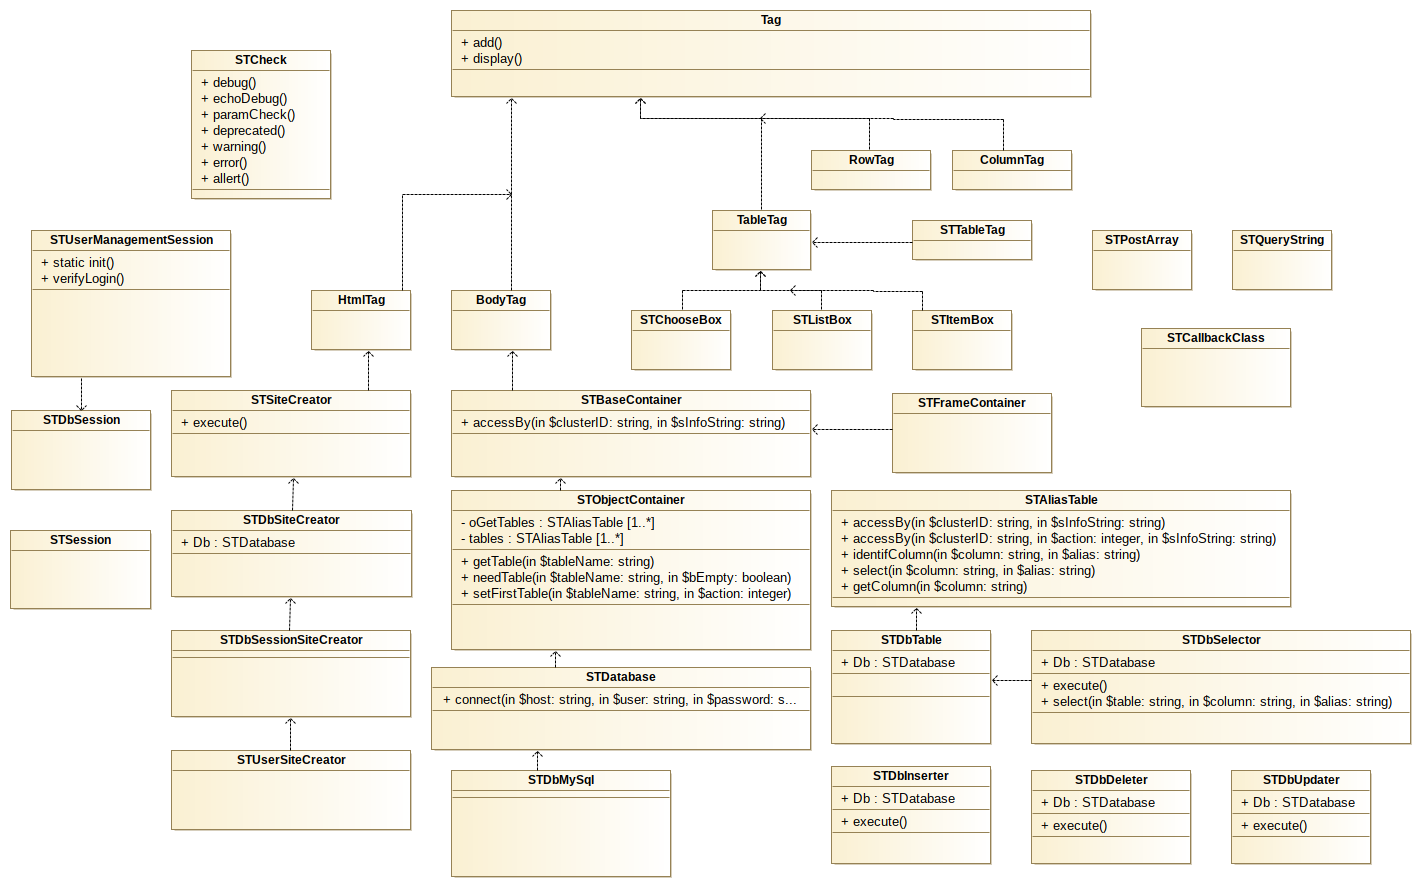 Tag
+ add()
+ display()
STCheck
+ debug()
+ echoDebug()
+ paramCheck()
+ deprecated()
+ warning()
+ error()
+ allert()
RowTag
ColumnTag
TableTag
STTableTag
STUserManagementSession
+ static init()
+ verifyLogin()
STPostArray
STQueryString
HtmlTag
BodyTag
STChooseBox
STListBox
STItemBox
STCallbackClass
STDbSession
STSiteCreator
+ execute()
STBaseContainer
+ accessBy(in $clusterID: string, in $sInfoString: string)
STFrameContainer
STSession
STDbSiteCreator
+ Db : STDatabase
STObjectContainer
- oGetTables : STAliasTable [1..*]
- tables : STAliasTable [1..*]
+ getTable(in $tableName: string)
+ needTable(in $tableName: string, in $bEmpty: boolean)
+ setFirstTable(in $tableName: string, in $action: integer)
STAliasTable
+ accessBy(in $clusterID: string, in $sInfoString: string)
+ accessBy(in $clusterID: string, in $action: integer, in $sInfoString: string)
+ identifColumn(in $column: string, in $alias: string)
+ select(in $column: string, in $alias: string)
+ getColumn(in $column: string)
STDbSessionSiteCreator
STDatabase
+ connect(in $host: string, in $user: string, in $password: s...
STDbTable
+ Db : STDatabase
STDbSelector
+ Db : STDatabase
+ execute()
+ select(in $table: string, in $column: string, in $alias: string)
STUserSiteCreator
STDbMySql
STDbInserter
+ Db : STDatabase
+ execute()
STDbDeleter
+ Db : STDatabase
+ execute()
STDbUpdater
+ Db : STDatabase
+ execute()